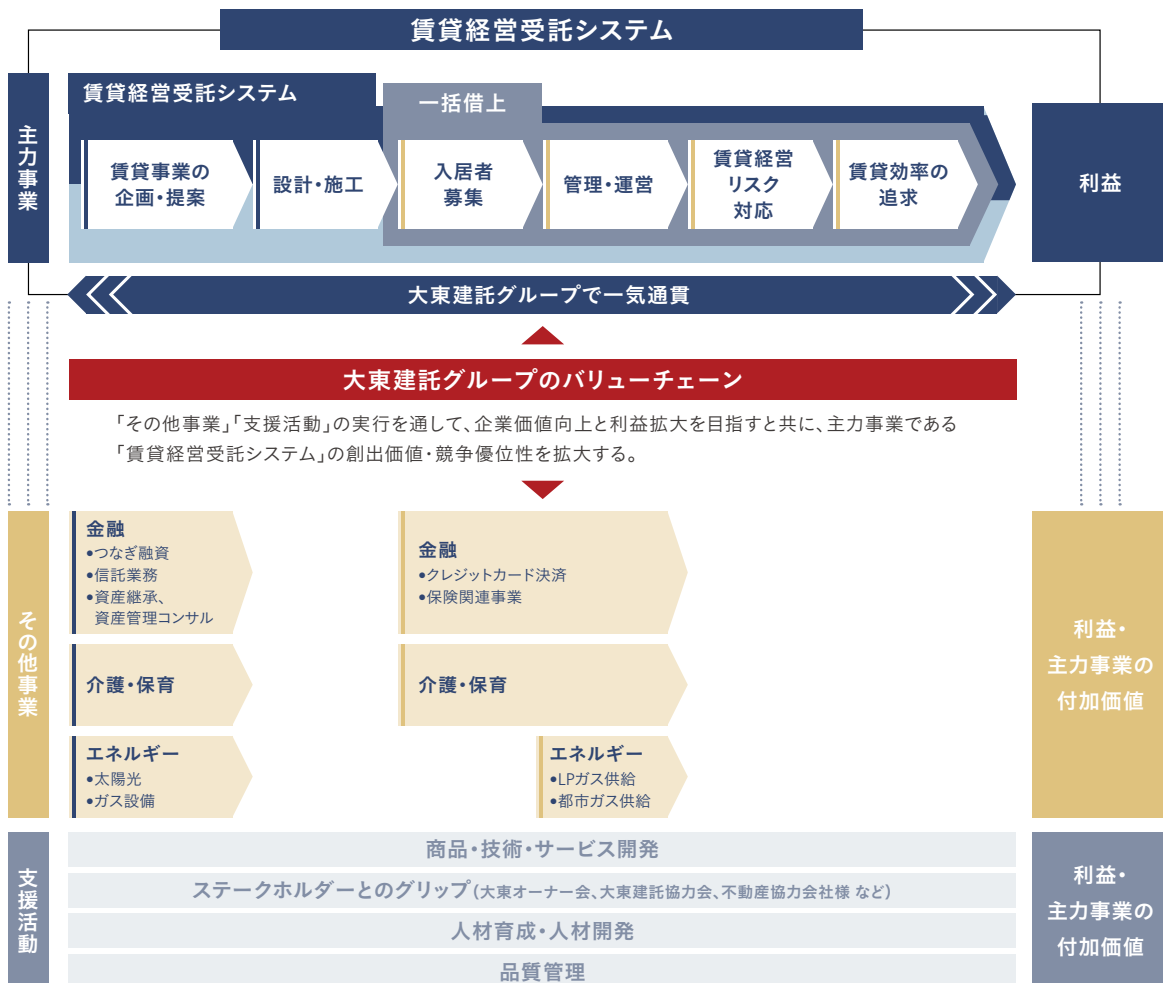 賃貸経営受託システム
主力事業
賃貸経営受託システム
一括借上
賃貸事業の
企画・提案
設計・施工
入居者
募集
管理・運営
賃貸経営
リスク
対応
賃貸効率の
追求
利益
大東建託グループで一気通貫
大東建託グループのバリューチェーン
「その他事業」「支援活動」の実行を通して、企業価値向上と利益拡大を目指すと共に、主力事業である
「賃貸経営受託システム」の創出価値・競争優位性を拡大する。
その他事業
金融
●つなぎ融資
●信託業務
●資産継承、
資産管理コンサル
金融
●クレジットカード決済
●保険関連事業
介護・保育
介護・保育
エネルギー
●太陽光
●ガス設備
エネルギー
●LPガス供給
●都市ガス供給
利益・
主力事業の
付加価値
支援活動
商品・技術・サービス開発
ステークホルダーとのグリップ(大東オーナー会、大東建託協力会、不動産協力会社様 など)
人材育成・人材開発
品質管理
利益・
主力事業の
付加価値